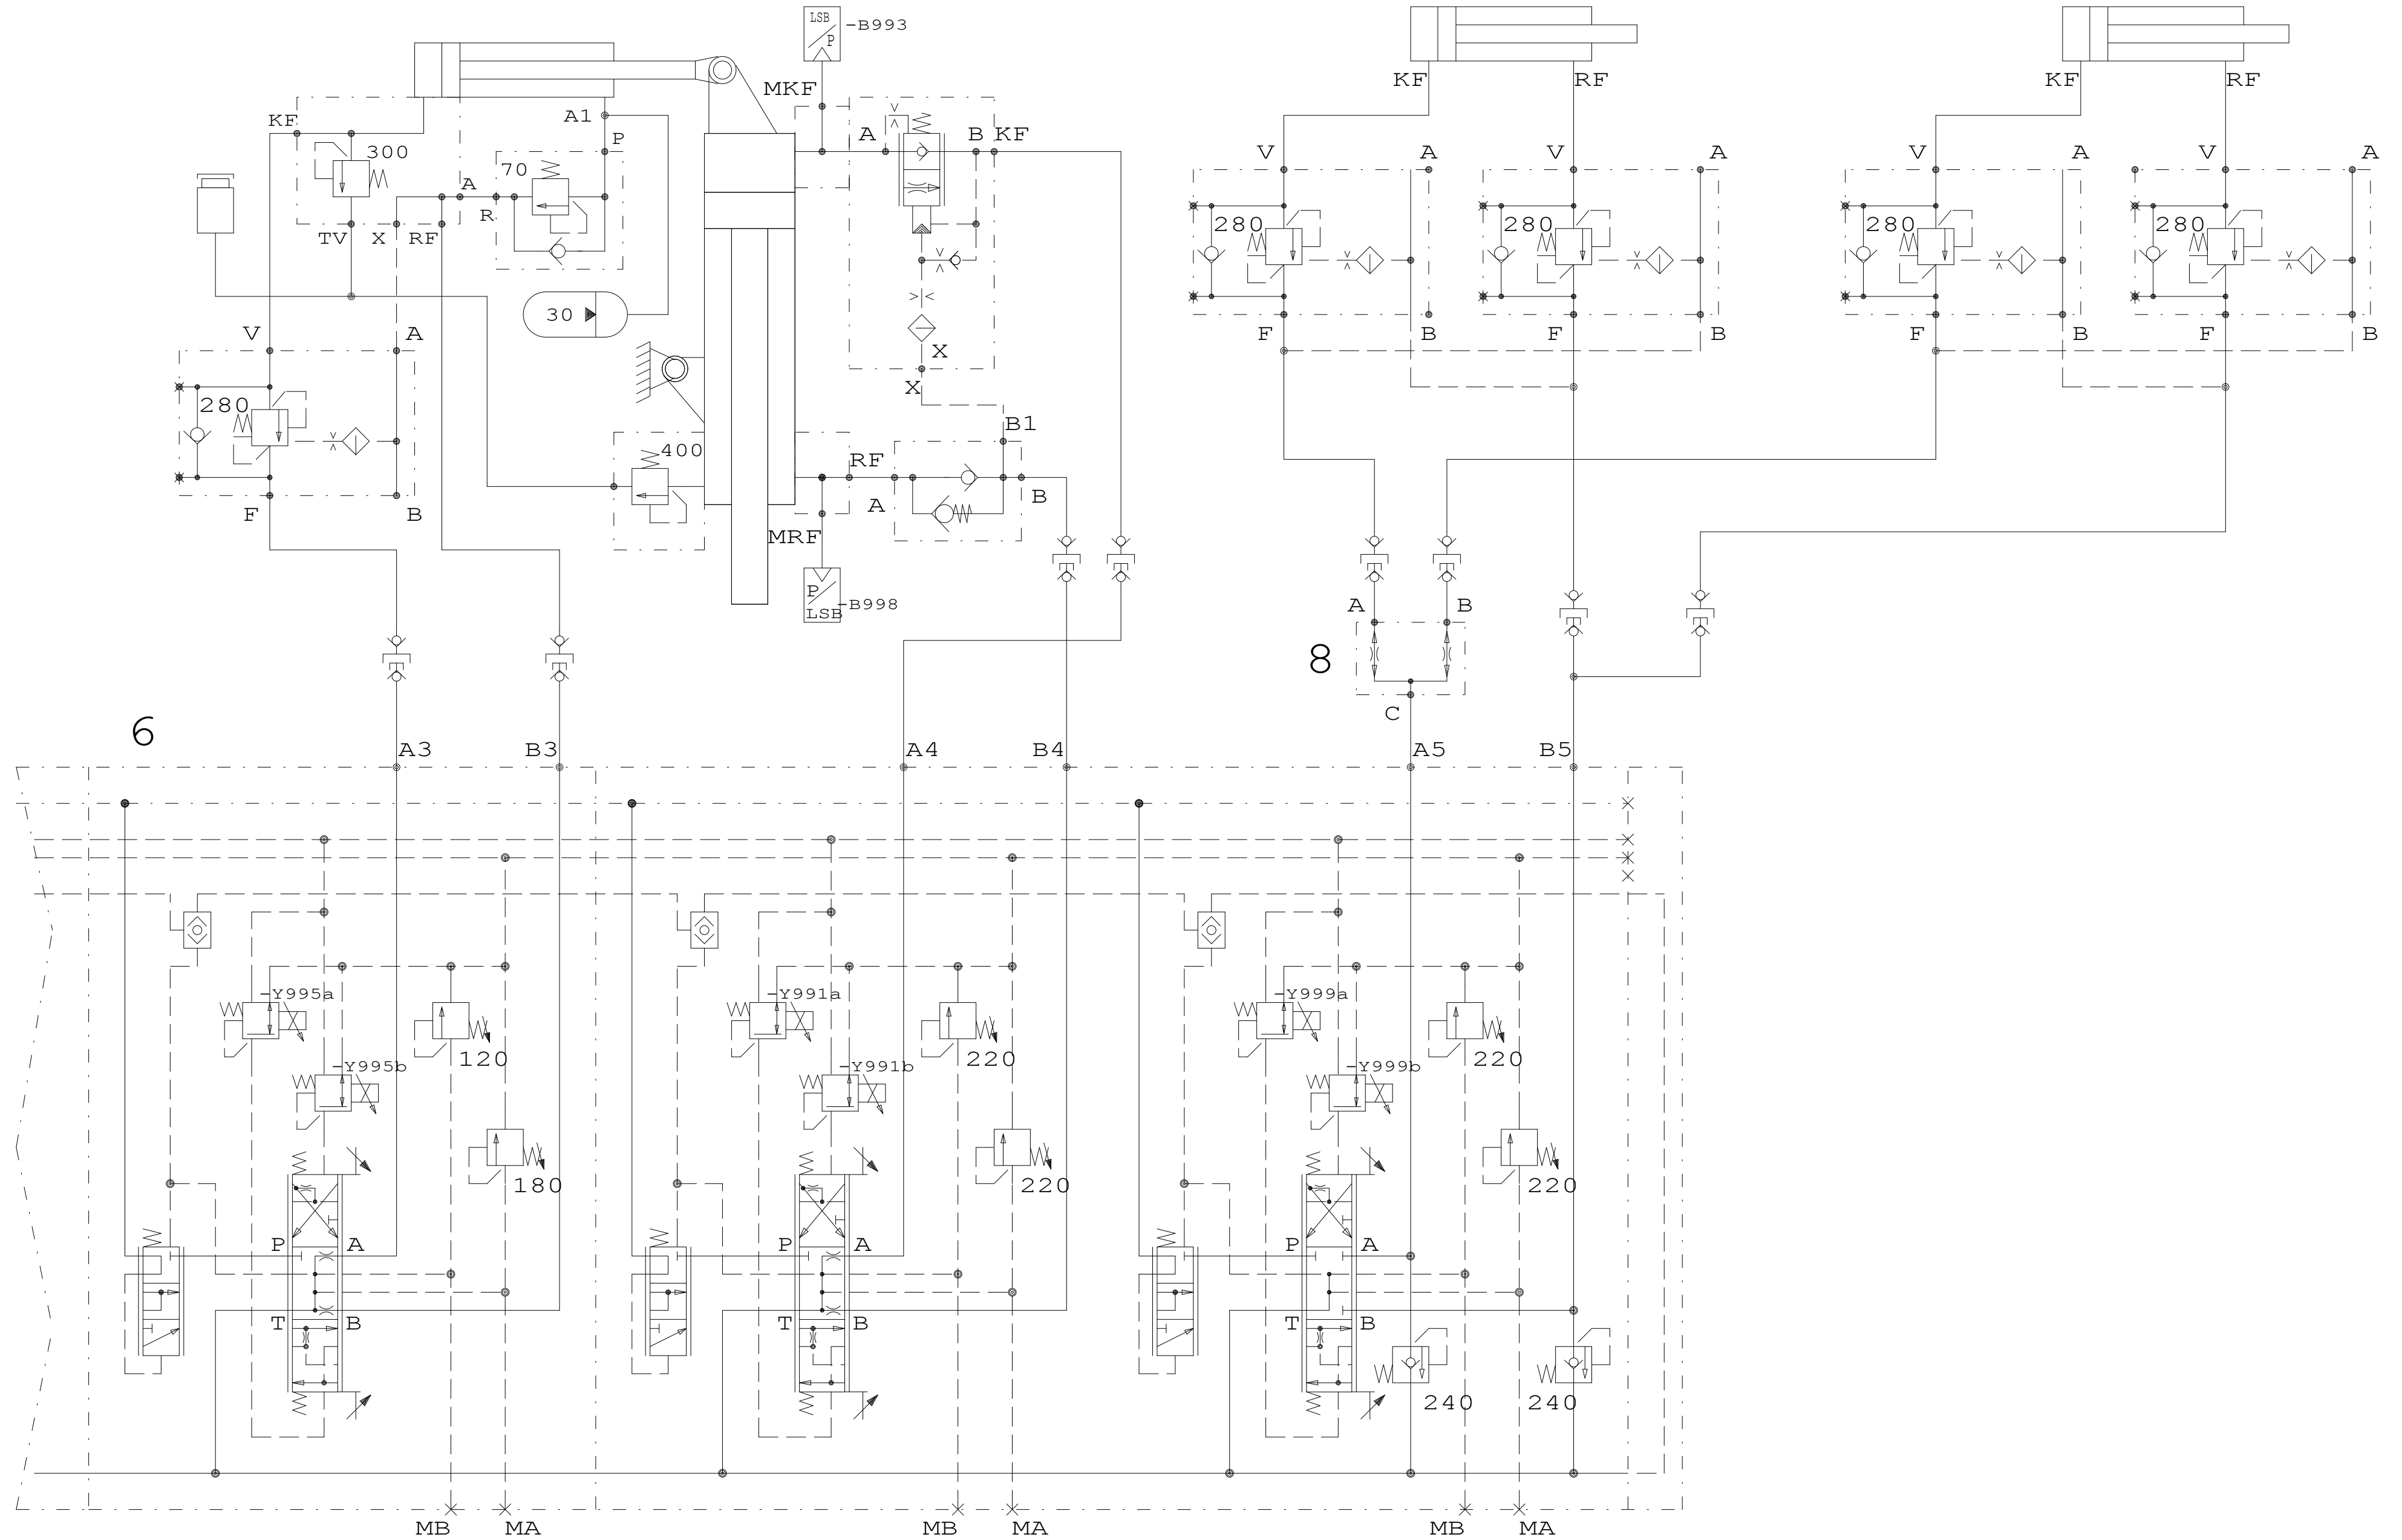 LSB
P
-B993
KF RF KF RF
MKF
A1
KF
P
A B KF
300
70
A
R
V A V A V A V A
TV X RF
280 280 280 280
30
V A
X
X
F B F B F B F B
280
B1
400
RF
F B
A B
MRF
P
LSB
-B998
A B
8
C
6
A3 B3 A4 B4 A5 B5
-Y995a -Y991a -Y999a
120 220 220
-Y995b -Y991b -Y999b
180 220 220
P A P A P A
T B T B T B
240 240
MB MA MB MA MB MA